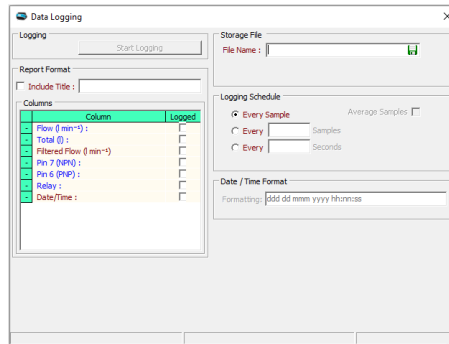 Data Logging
Logging
Start Logging
Report Format
Include Title :
Columns
Column Logged
- Flow (l min⁻¹) :
- Total (l) :
- Filtered Flow (l min⁻¹)
- Pin 7 (NPN) :
- Pin 6 (PNP) :
- Relay :
- Date/Time :
Storage File
File Name :
Logging Schedule
Every Sample Average Samples
Every Samples
Every Seconds
Date / Time Format
Formatting: ddd dd mmm yyyy hh:nn:ss